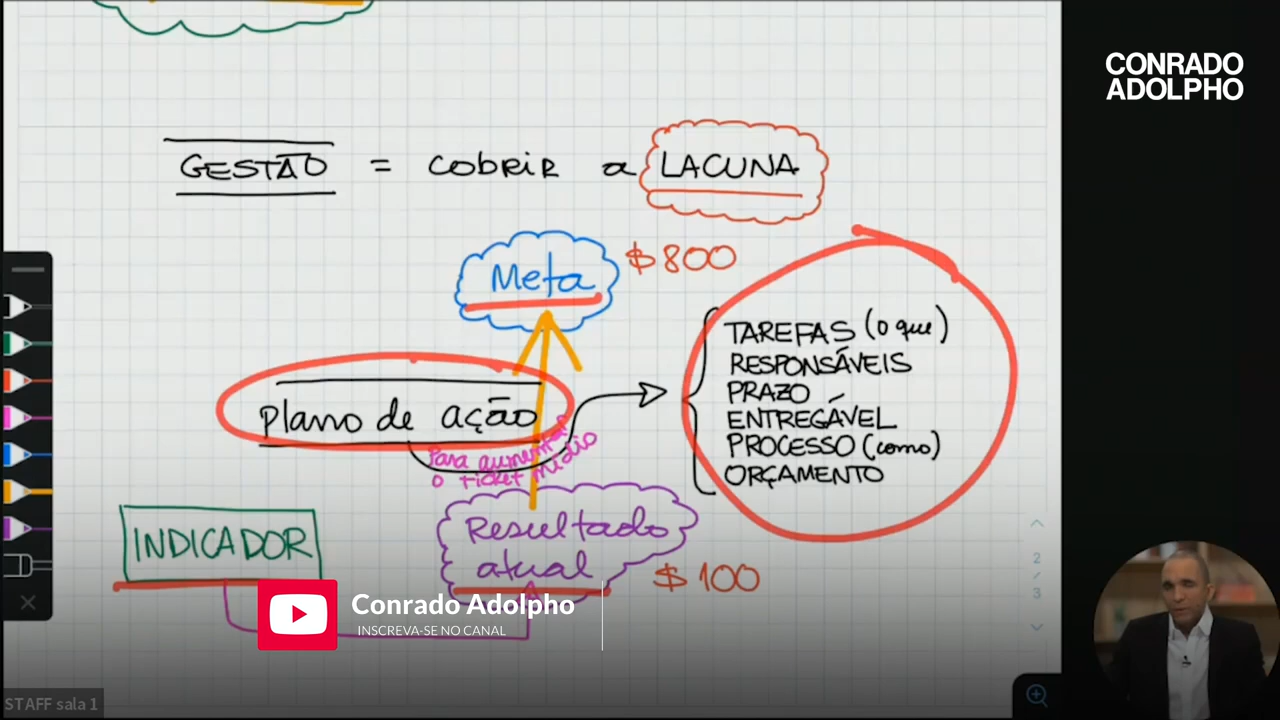 CONRADO
ADOLPHO
GESTÃO = COBRIR a LACUNA
Meta
$ 800
TAREFAS (o que)
RESPONSÁVEIS
PRAZO
ENTREGÁVEL
PROCESSO (como)
ORÇAMENTO
Plano de ação
Para aumentar
o ticket médio
INDICADOR
Resultado
atual
$ 100
Conrado Adolpho
INSCREVA-SE NO CANAL
2
/
3
STAFF sala 1